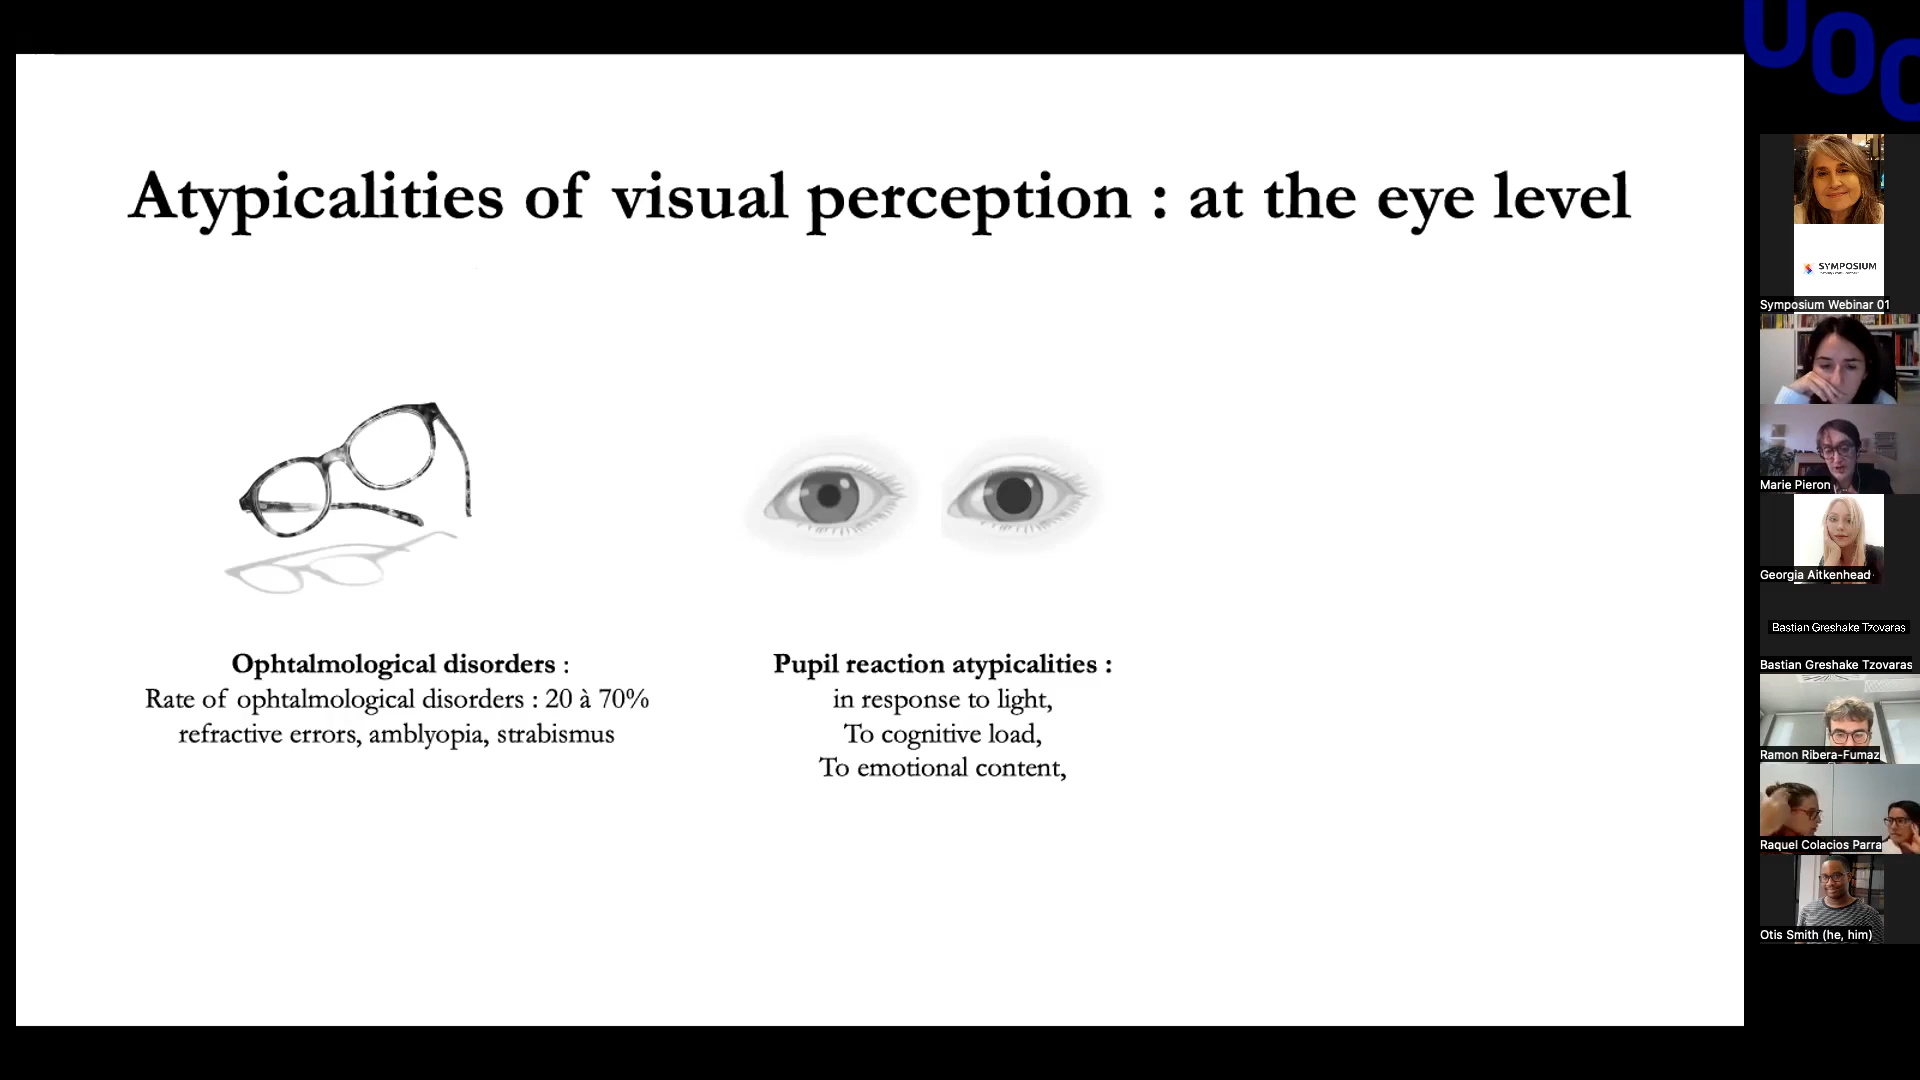 Atypicalities of visual perception : at the eye level
Ophtalmological disorders :
Rate of ophtalmological disorders : 20 à 70%
refractive errors, amblyopia, strabismus
Pupil reaction atypicalities :
in response to light,
To cognitive load,
To emotional content,
UOC
SYMPOSIUM
Symposium Webinar 01
Marie Pieron
Georgia Aitkenhead
Bastian Greshake Tzovaras
Bastian Greshake Tzovaras
Ramon Ribera-Fumaz
Raquel Colacios Parra
Otis Smith (he, him)